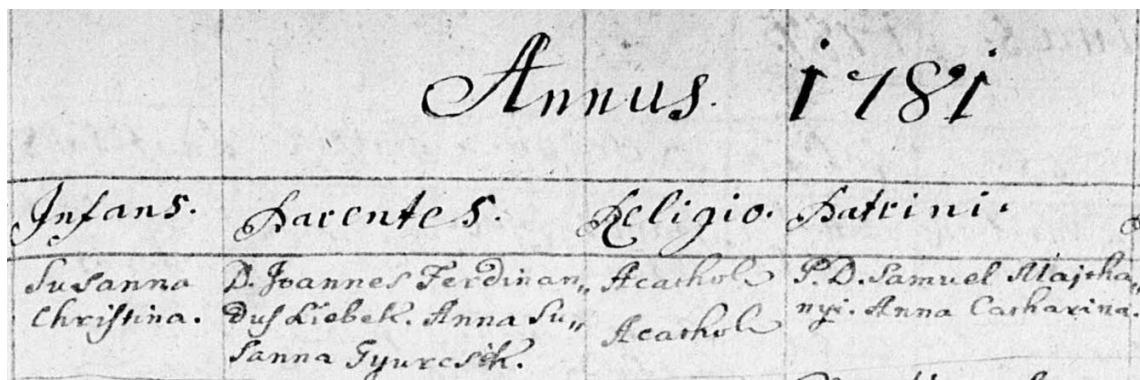 Annus. 1781
Infans. Parentes. Religio. Patrini.
Susanna
Christina.
D. Joannes Ferdinan„
dus Liebek. Anna Su„
sanna Gyurcsik.
Acathol
Acathol
P. D. Samuel Majtha„
nyi. Anna Catharina.